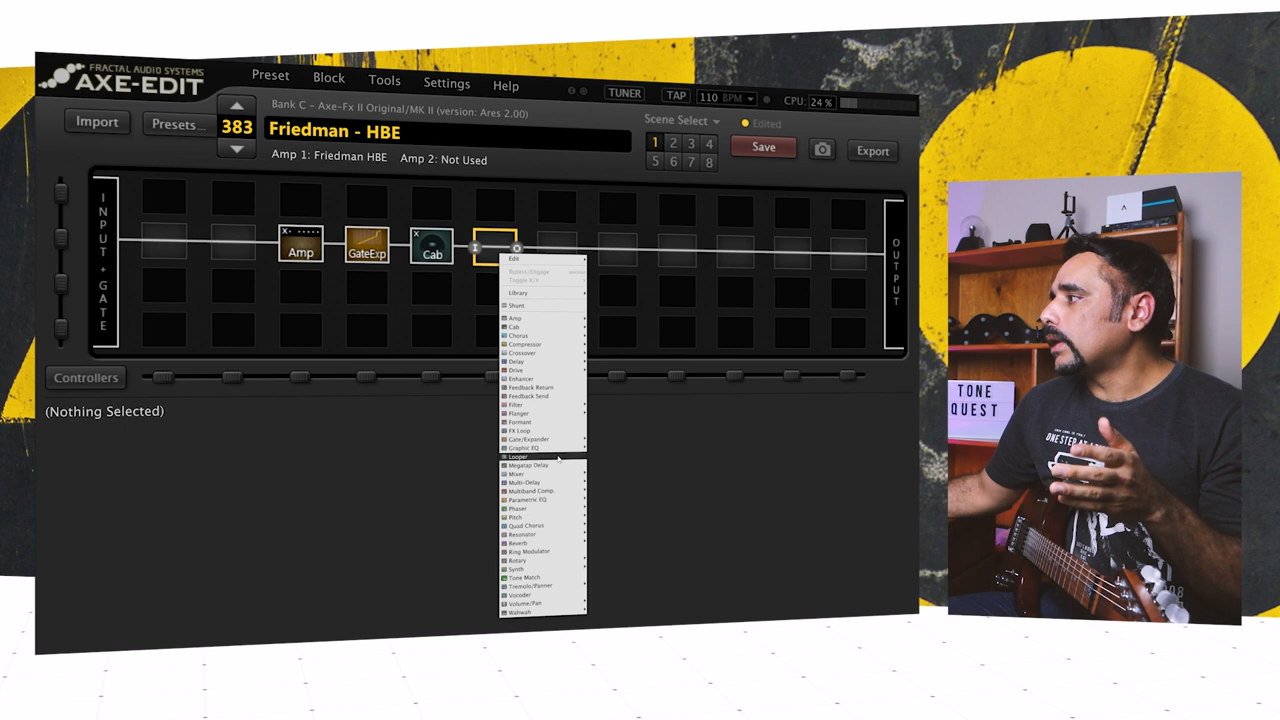 FRACTAL AUDIO SYSTEMS
AXE-EDIT
Preset Block Tools Settings Help
TUNER TAP 110 BPM CPU: 24 %
Import Presets... 383
Bank C - Axe-Fx II Original/MK II (version: Ares 2.00)
Friedman - HBE
Amp 1: Friedman HBE Amp 2: Not Used
Scene Select Edited
1 2 3 4
5 6 7 8
Save Export
INPUT + GATE
Amp GateExp Cab
OUTPUT
Controllers
(Nothing Selected)
Edit
Bypass/Engage
Toggle X/Y
Library
Shunt
Amp
Cab
Chorus
Compressor
Crossover
Delay
Drive
Enhancer
Feedback Return
Feedback Send
Filter
Flanger
Formant
FX Loop
Gate/Expander
Graphic EQ
Looper
Megatap Delay
Mixer
Multi-Delay
Multiband Comp.
Parametric EQ
Phaser
Pitch
Quad Chorus
Resonator
Reverb
Ring Modulator
Rotary
Synth
Tone Match
Tremolo/Panner
Vocoder
Volume/Pan
Wahwah
TONE
QUEST
ONE STEP AT